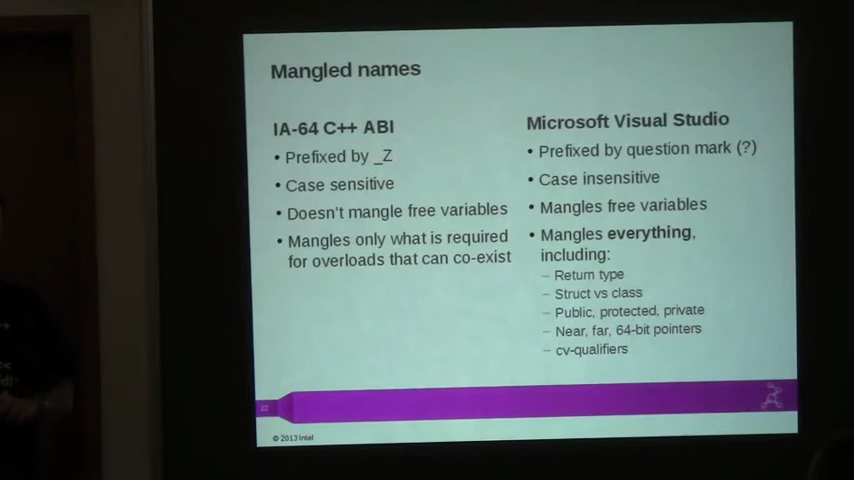 Mangled names
IA-64 C++ ABI
• Prefixed by _Z
• Case sensitive
• Doesn't mangle free variables
• Mangles only what is required
for overloads that can co-exist
Microsoft Visual Studio
• Prefixed by question mark (?)
• Case insensitive
• Mangles free variables
• Mangles everything,
including:
– Return type
– Struct vs class
– Public, protected, private
– Near, far, 64-bit pointers
– cv-qualifiers
22
© 2013 Intel